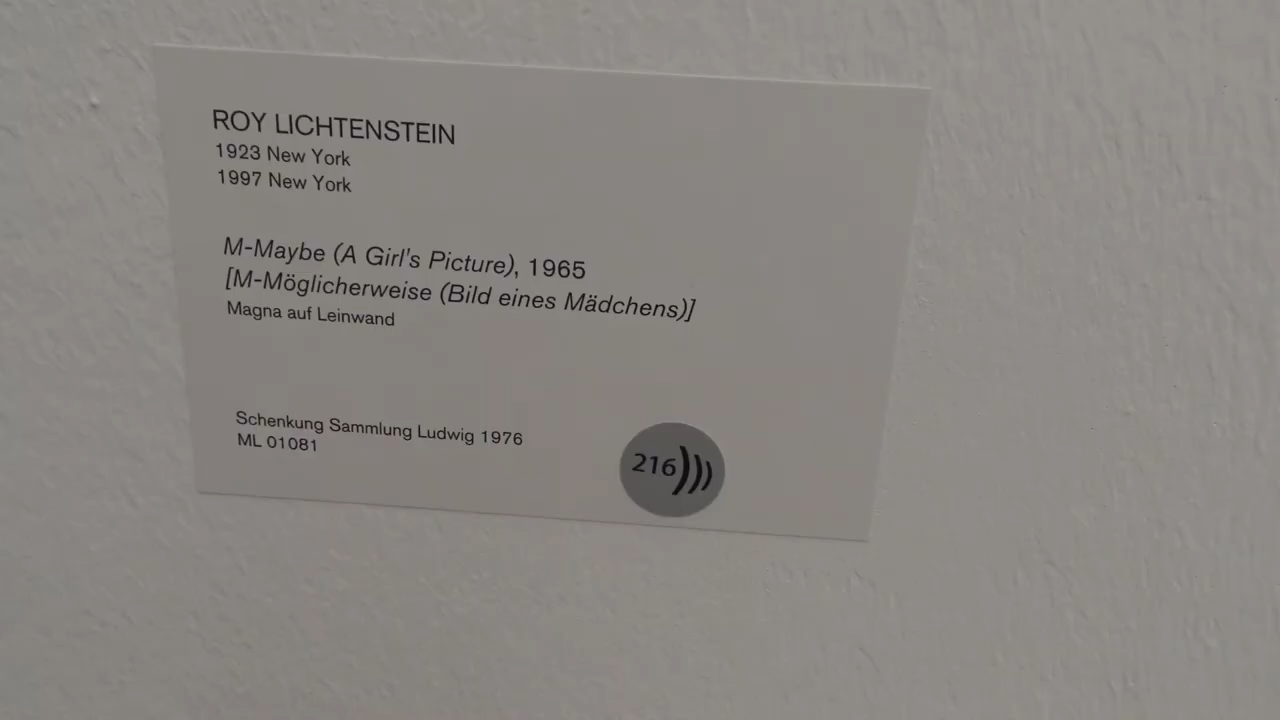 ROY LICHTENSTEIN
1923 New York
1997 New York
M-Maybe (A Girl's Picture), 1965
[M-Möglicherweise (Bild eines Mädchens)]
Magna auf Leinwand
Schenkung Sammlung Ludwig 1976
ML 01081
216